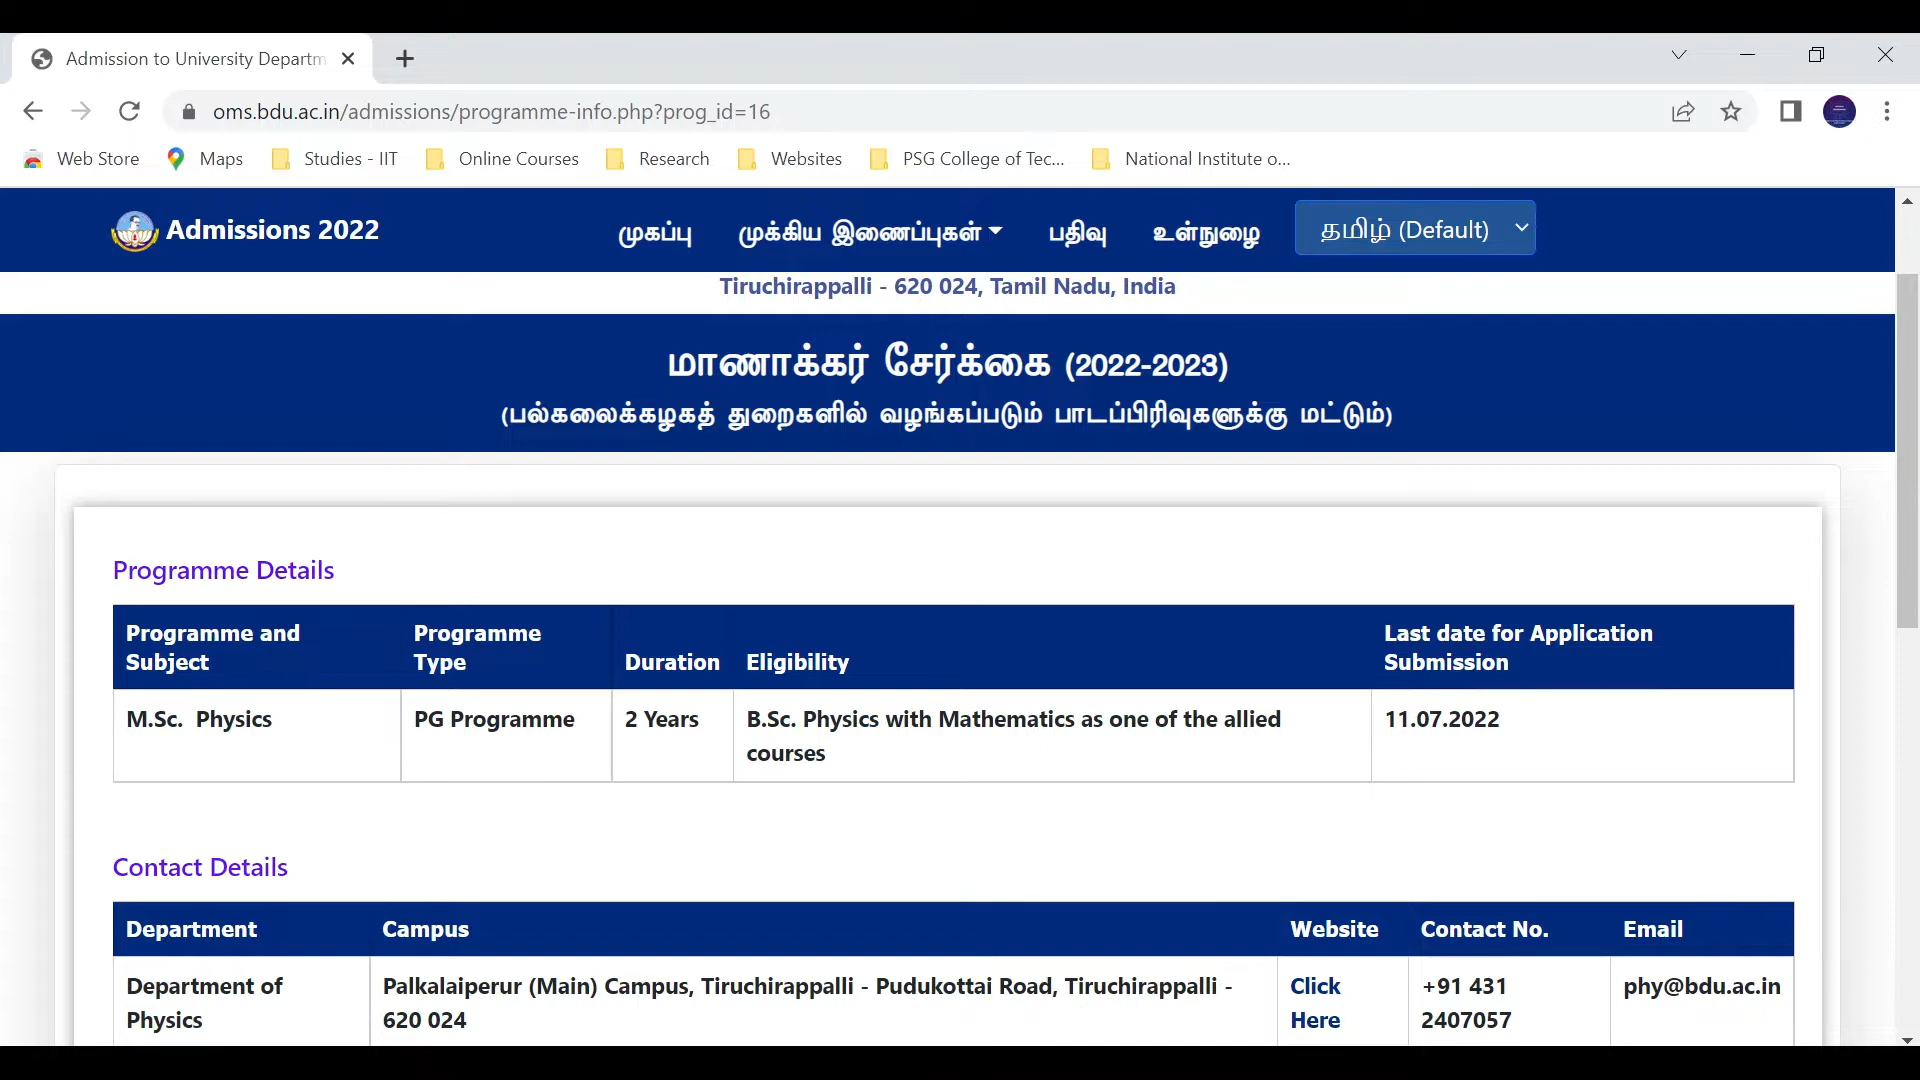 Admission to University Departm
oms.bdu.ac.in/admissions/programme-info.php?prog_id=16
Web Store Maps Studies - IIT Online Courses Research Websites PSG College of Tec... National Institute o...
Admissions 2022 முகப்பு முக்கிய இணைப்புகள் பதிவு உள்நுழை தமிழ் (Default)
Tiruchirappalli - 620 024, Tamil Nadu, India
மாணாக்கர் சேர்க்கை (2022-2023)
(பல்கலைக்கழகத் துறைகளில் வழங்கப்படும் பாடப்பிரிவுகளுக்கு மட்டும்)
Programme Details
Programme and Subject
Programme Type
Duration
Eligibility
Last date for Application Submission
M.Sc. Physics
PG Programme
2 Years
B.Sc. Physics with Mathematics as one of the allied
courses
11.07.2022
Contact Details
Department Campus Website Contact No. Email
Department of
Physics
Palkalaiperur (Main) Campus, Tiruchirappalli - Pudukottai Road, Tiruchirappalli -
620 024
Click
Here
+91 431
2407057
phy@bdu.ac.in